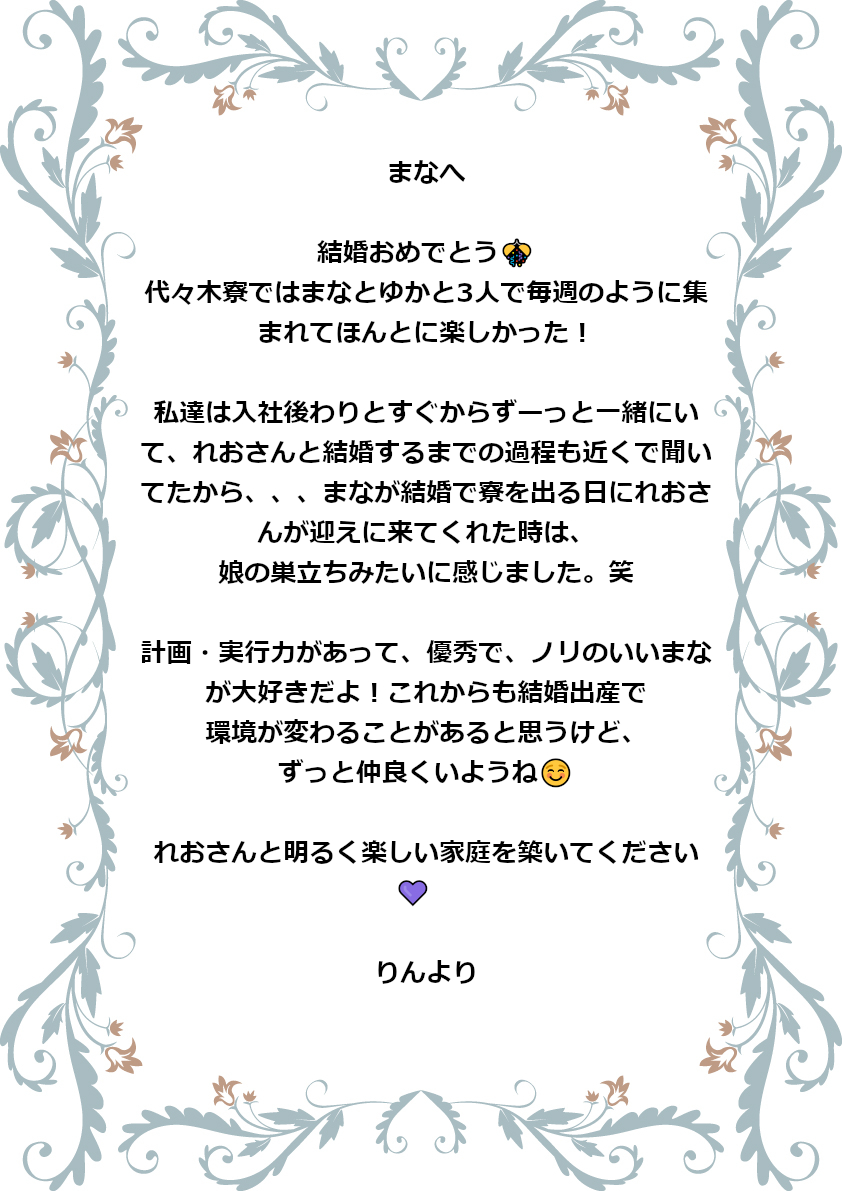 まなへ
結婚おめでとう
代々木寮ではまなとゆかと3人で毎週のように集
まれてほんとに楽しかった！
私達は入社後わりとすぐからずーっと一緒にい
て、れおさんと結婚するまでの過程も近くで聞い
てたから、、、まなが結婚で寮を出る日にれおさ
んが迎えに来てくれた時は、
娘の巣立ちみたいに感じました。笑
計画・実行力があって、優秀で、ノリのいいまな
が大好きだよ！これからも結婚出産で
環境が変わることがあると思うけど、
ずっと仲良くいようね😊
れおさんと明るく楽しい家庭を築いてください
💜
りんより